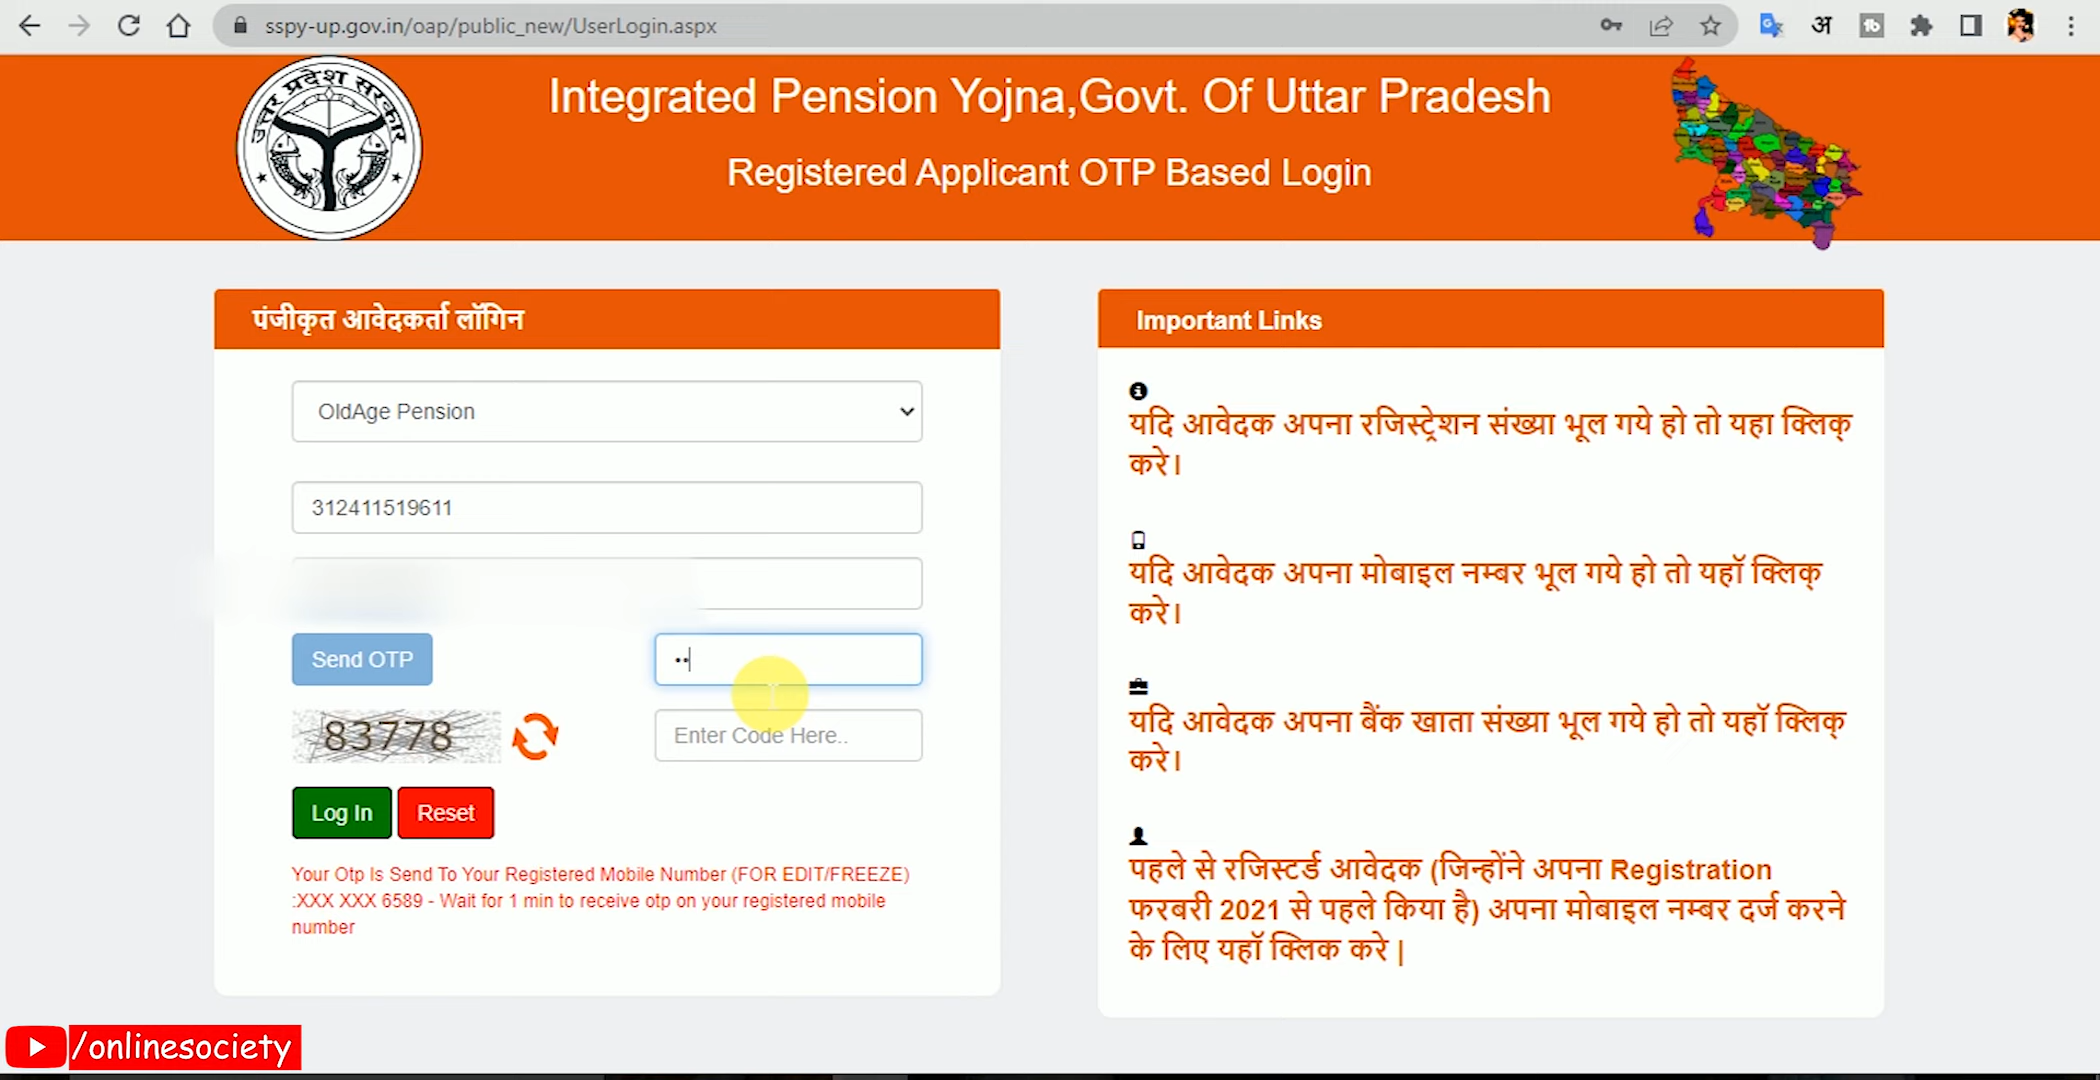 sspy-up.gov.in/oap/public_new/UserLogin.aspx
अ
उत्तर प्रदेश सरकार
Integrated Pension Yojna,Govt. Of Uttar Pradesh
Registered Applicant OTP Based Login
पंजीकृत आवेदकर्ता लॉगिन
OldAge Pension
312411519611
Send OTP
83778
Enter Code Here..
Log In
Reset
Your Otp Is Send To Your Registered Mobile Number (FOR EDIT/FREEZE)
:XXX XXX 6589 - Wait for 1 min to receive otp on your registered mobile
number
Important Links
यदि आवेदक अपना रजिस्ट्रेशन संख्या भूल गये हो तो यहा क्लिक्
करे।
यदि आवेदक अपना मोबाइल नम्बर भूल गये हो तो यहॉ क्लिक्
करे।
यदि आवेदक अपना बैंक खाता संख्या भूल गये हो तो यहॉ क्लिक्
करे।
पहले से रजिस्टर्ड आवेदक (जिन्होंने अपना Registration
फरबरी 2021 से पहले किया है) अपना मोबाइल नम्बर दर्ज करने
के लिए यहॉ क्लिक करे |
/onlinesociety